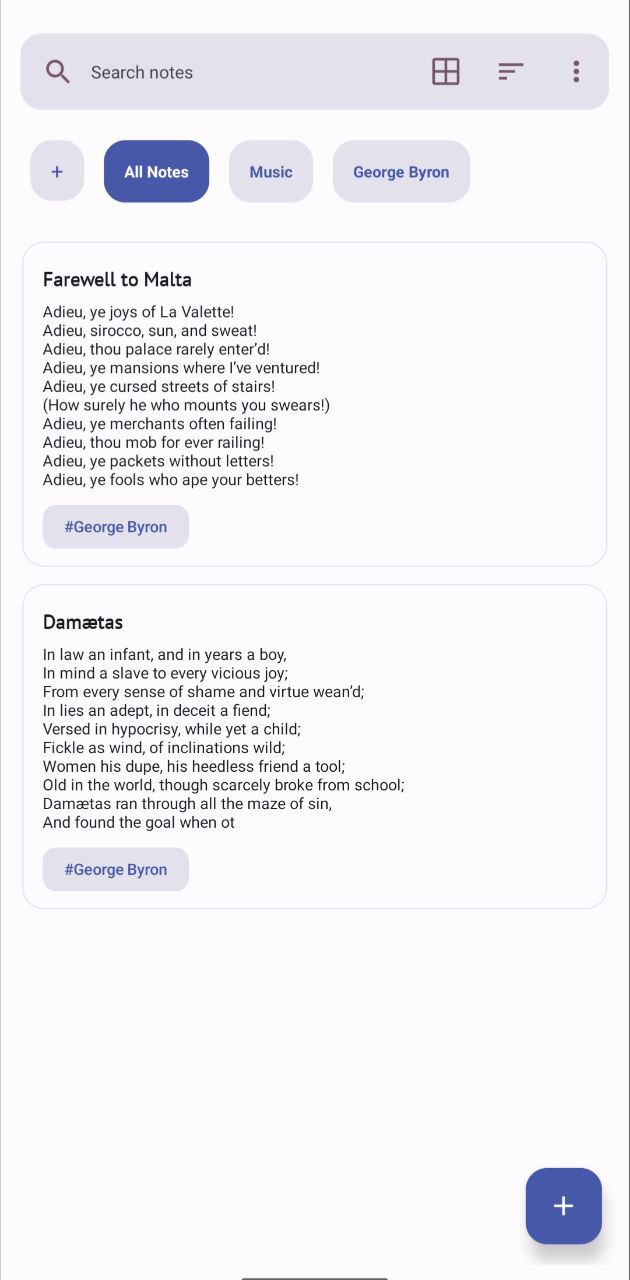 Search notes
+
All Notes
Music
George Byron
Farewell to Malta
Adieu, ye joys of La Valette!
Adieu, sirocco, sun, and sweat!
Adieu, thou palace rarely enter’d!
Adieu, ye mansions where I’ve ventured!
Adieu, ye cursed streets of stairs!
(How surely he who mounts you swears!)
Adieu, ye merchants often failing!
Adieu, thou mob for ever railing!
Adieu, ye packets without letters!
Adieu, ye fools who ape your betters!
#George Byron
Damætas
In law an infant, and in years a boy,
In mind a slave to every vicious joy;
From every sense of shame and virtue wean’d;
In lies an adept, in deceit a fiend;
Versed in hypocrisy, while yet a child;
Fickle as wind, of inclinations wild;
Women his dupe, his heedless friend a tool;
Old in the world, though scarcely broke from school;
Damætas ran through all the maze of sin,
And found the goal when ot
#George Byron
+